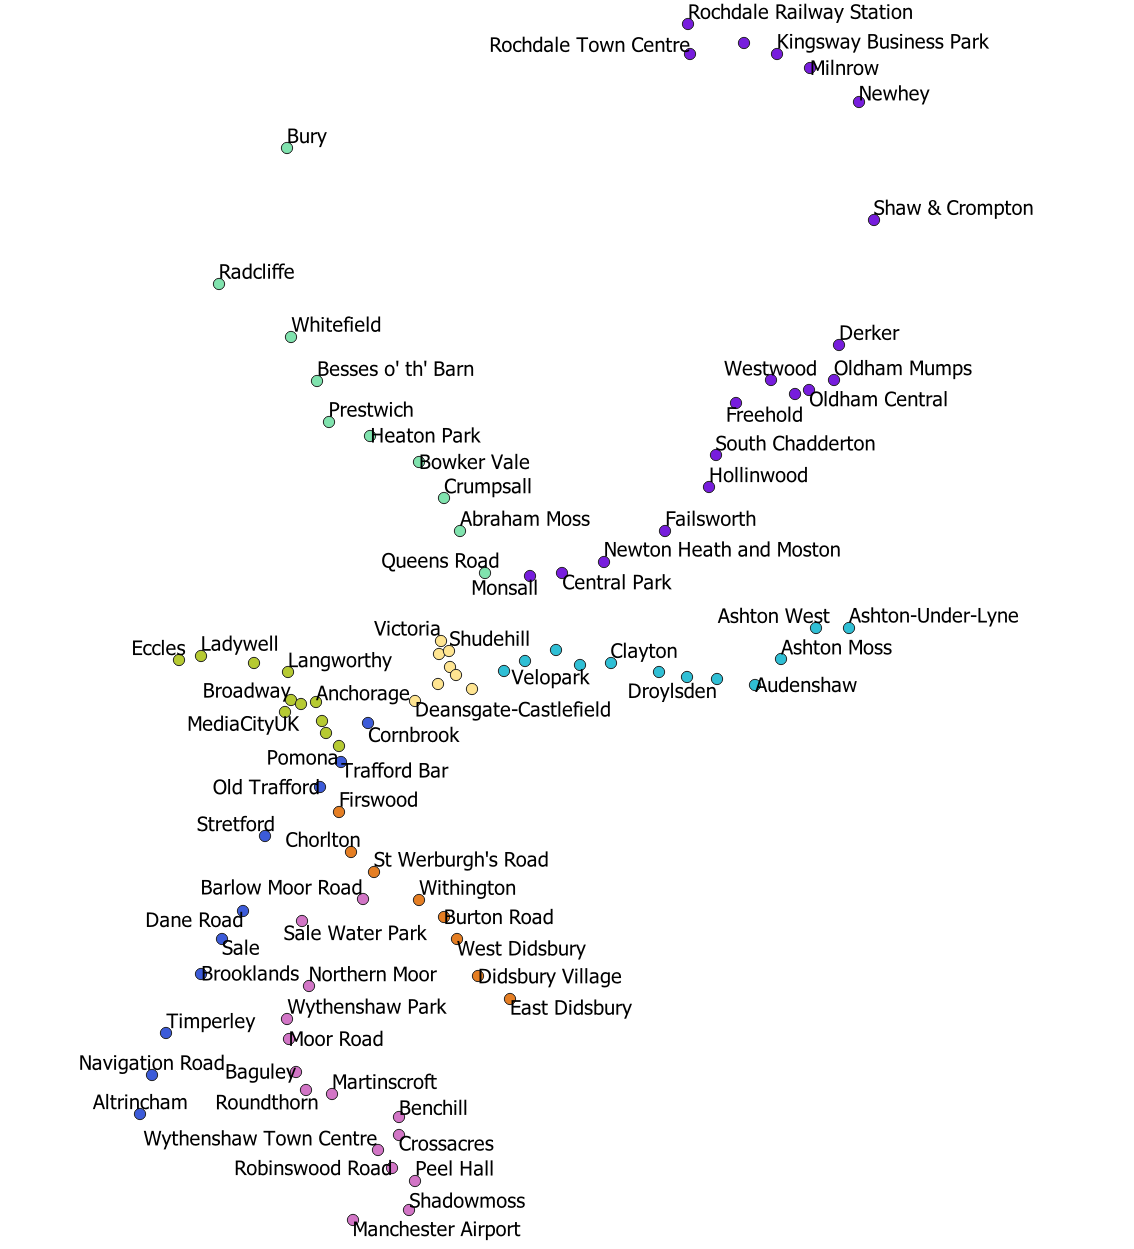 Rochdale Railway Station
Rochdale Town Centre
Kingsway Business Park
Milnrow
Newhey
Bury
Shaw & Crompton
Radcliffe
Whitefield
Derker
Besses o' th' Barn
Westwood
Oldham Mumps
Oldham Central
Prestwich
Freehold
Heaton Park
South Chadderton
Bowker Vale
Hollinwood
Crumpsall
Abraham Moss
Failsworth
Newton Heath and Moston
Queens Road
Monsall
Central Park
Ashton West
Ashton-Under-Lyne
Victoria
Shudehill
Eccles
Ladywell
Langworthy
Clayton
Ashton Moss
Velopark
Broadway
Anchorage
Droylsden
Audenshaw
Deansgate-Castlefield
MediaCityUK
Cornbrook
Pomona
Trafford Bar
Old Trafford
Firswood
Stretford
Chorlton
St Werburgh's Road
Barlow Moor Road
Withington
Dane Road
Burton Road
Sale Water Park
Sale
West Didsbury
Brooklands
Northern Moor
Didsbury Village
Wythenshaw Park
East Didsbury
Timperley
Moor Road
Navigation Road
Baguley
Martinscroft
Altrincham
Roundthorn
Benchill
Wythenshaw Town Centre
Crossacres
Robinswood Road
Peel Hall
Shadowmoss
Manchester Airport